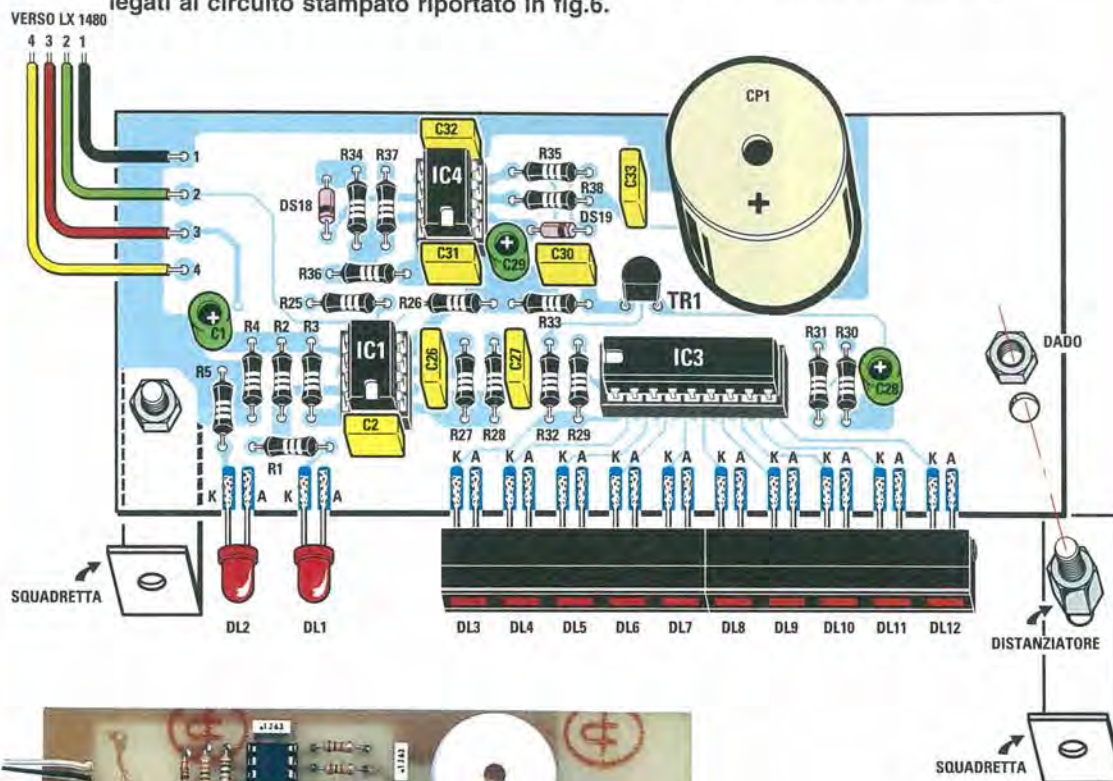 legati al circuito stampato riportato in fig.6.
VERSO LX 1480
4 3 2 1
CP1
C32
R34 R37
IC4
R35
R38
C33
1
2
3
4
DS18
DS19
C31
C29
C30
R36
R25
R26
R33
TR1
C1
R4 R2 R3
R5
IC1
C26
C27
IC3
R31 R30
C28
DADO
R27 R28
R32 R29
C2
R1
K A K A
K A K A K A K A K A K A K A K A K A K A
SQUADRETTA
DL2 DL1
DL3 DL4 DL5 DL6 DL7 DL8 DL9 DL10 DL11 DL12
DISTANZIATORE
SQUADRETTA